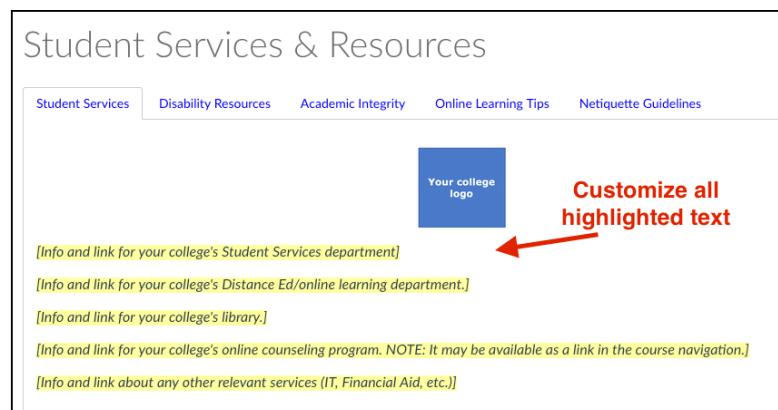 Student Services & Resources
Student Services Disability Resources Academic Integrity Online Learning Tips Netiquette Guidelines
Your college
logo
Customize all
highlighted text
[Info and link for your college's Student Services department]
[Info and link for your college's Distance Ed/online learning department.]
[Info and link for your college's library.]
[Info and link for your college's online counseling program. NOTE: It may be available as a link in the course navigation.]
[Info and link about any other relevant services (IT, Financial Aid, etc.)]